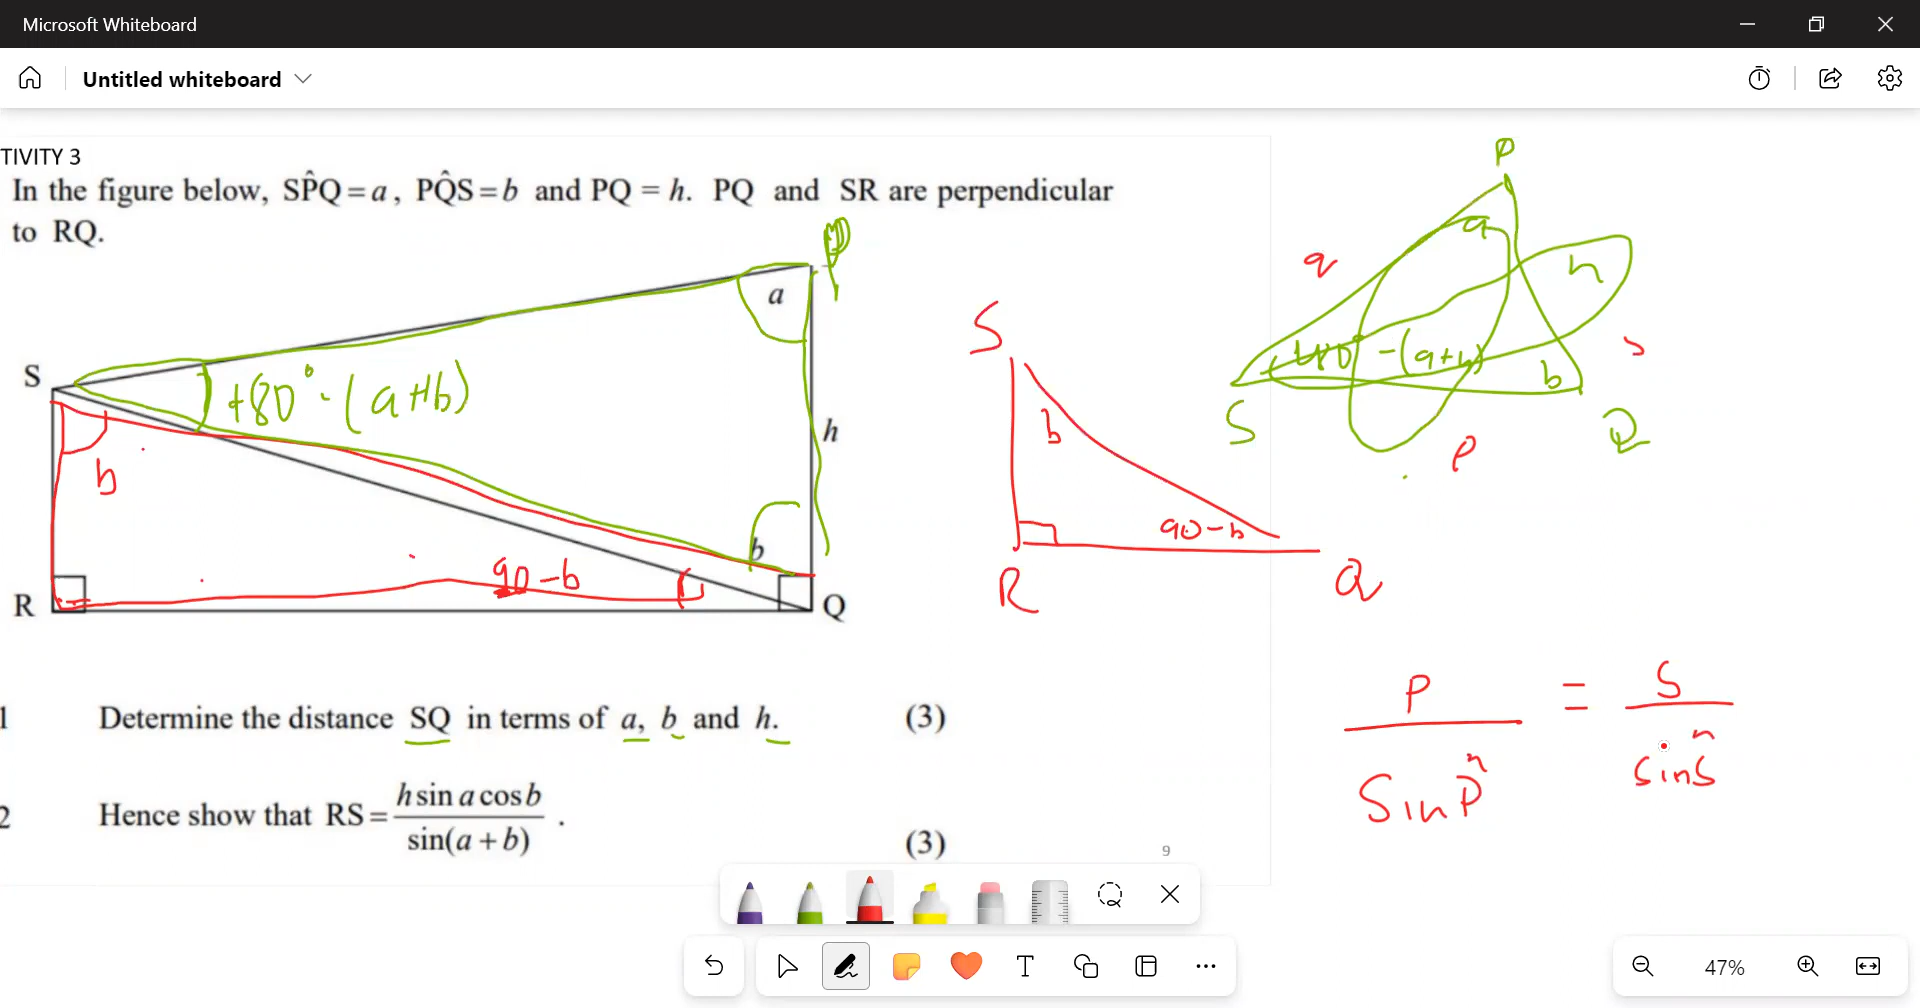 Microsoft Whiteboard
Untitled whiteboard
TIVITY 3
In the figure below, SP̂Q = a, PQ̂S = b and PQ = h. PQ and SR are perpendicular
to RQ.
P
a
S
180° - (a+b)
h
b
b
90-b
R
Q
S
b
90-b
R
Q
P
a
q
h
180° - (a+b)
b
s
S
Q
p
p / sin P̂ = s / sin Ŝ
1 Determine the distance SQ in terms of a, b and h. (3)
2 Hence show that RS = h sin a cos b / sin(a + b) . (3)
9
47%